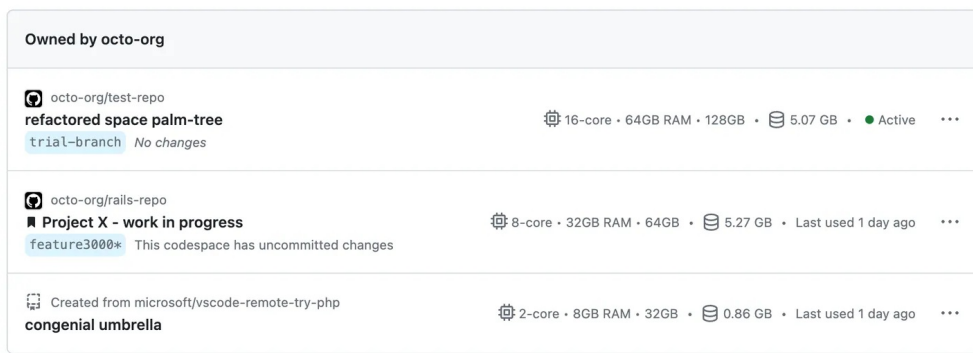 Owned by octo-org
octo-org/test-repo
refactored space palm-tree
16-core • 64GB RAM • 128GB • 5.07 GB • Active
trial-branch No changes
octo-org/rails-repo
Project X - work in progress
8-core • 32GB RAM • 64GB • 5.27 GB • Last used 1 day ago
feature3000* This codespace has uncommitted changes
Created from microsoft/vscode-remote-try-php
congenial umbrella
2-core • 8GB RAM • 32GB • 0.86 GB • Last used 1 day ago